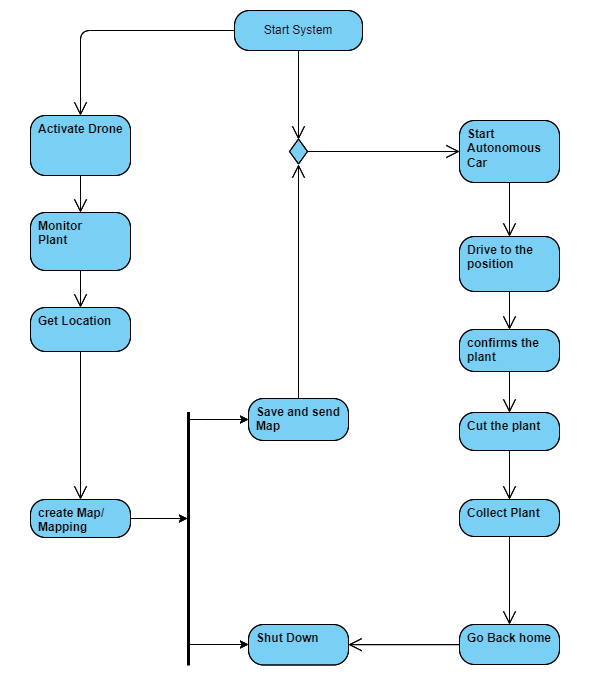 Start System
Activate Drone
Start
Autonomous
Car
Monitor
Plant
Drive to the
position
Get Location
confirms the
plant
Save and send
Map
Cut the plant
create Map/
Mapping
Collect Plant
Shut Down
Go Back home